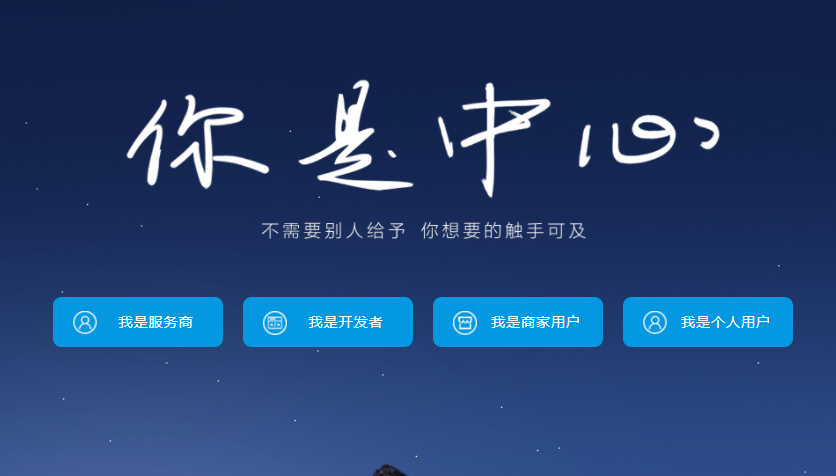 你是中心
不需要别人给予 你想要的触手可及
我是服务商 我是开发者 我是商家用户 我是个人用户